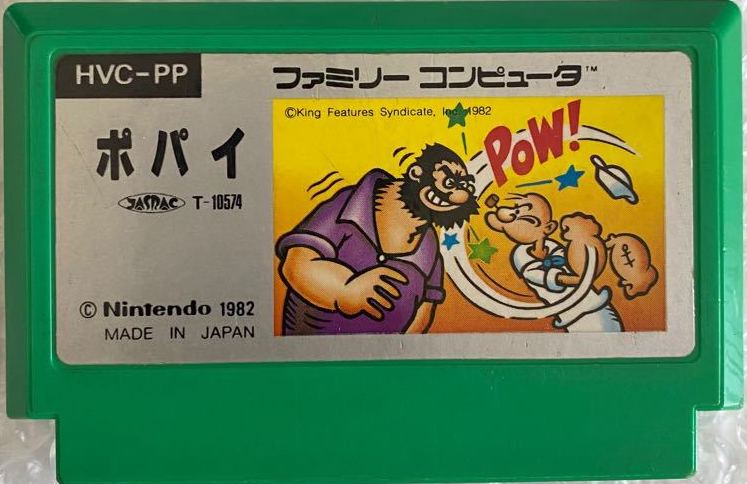 HVC-PP
ファミリー コンピュータ™
©King Features Syndicate, Inc. 1982
POW!
ポパイ
JASRAC T-10574
© Nintendo 1982
MADE IN JAPAN